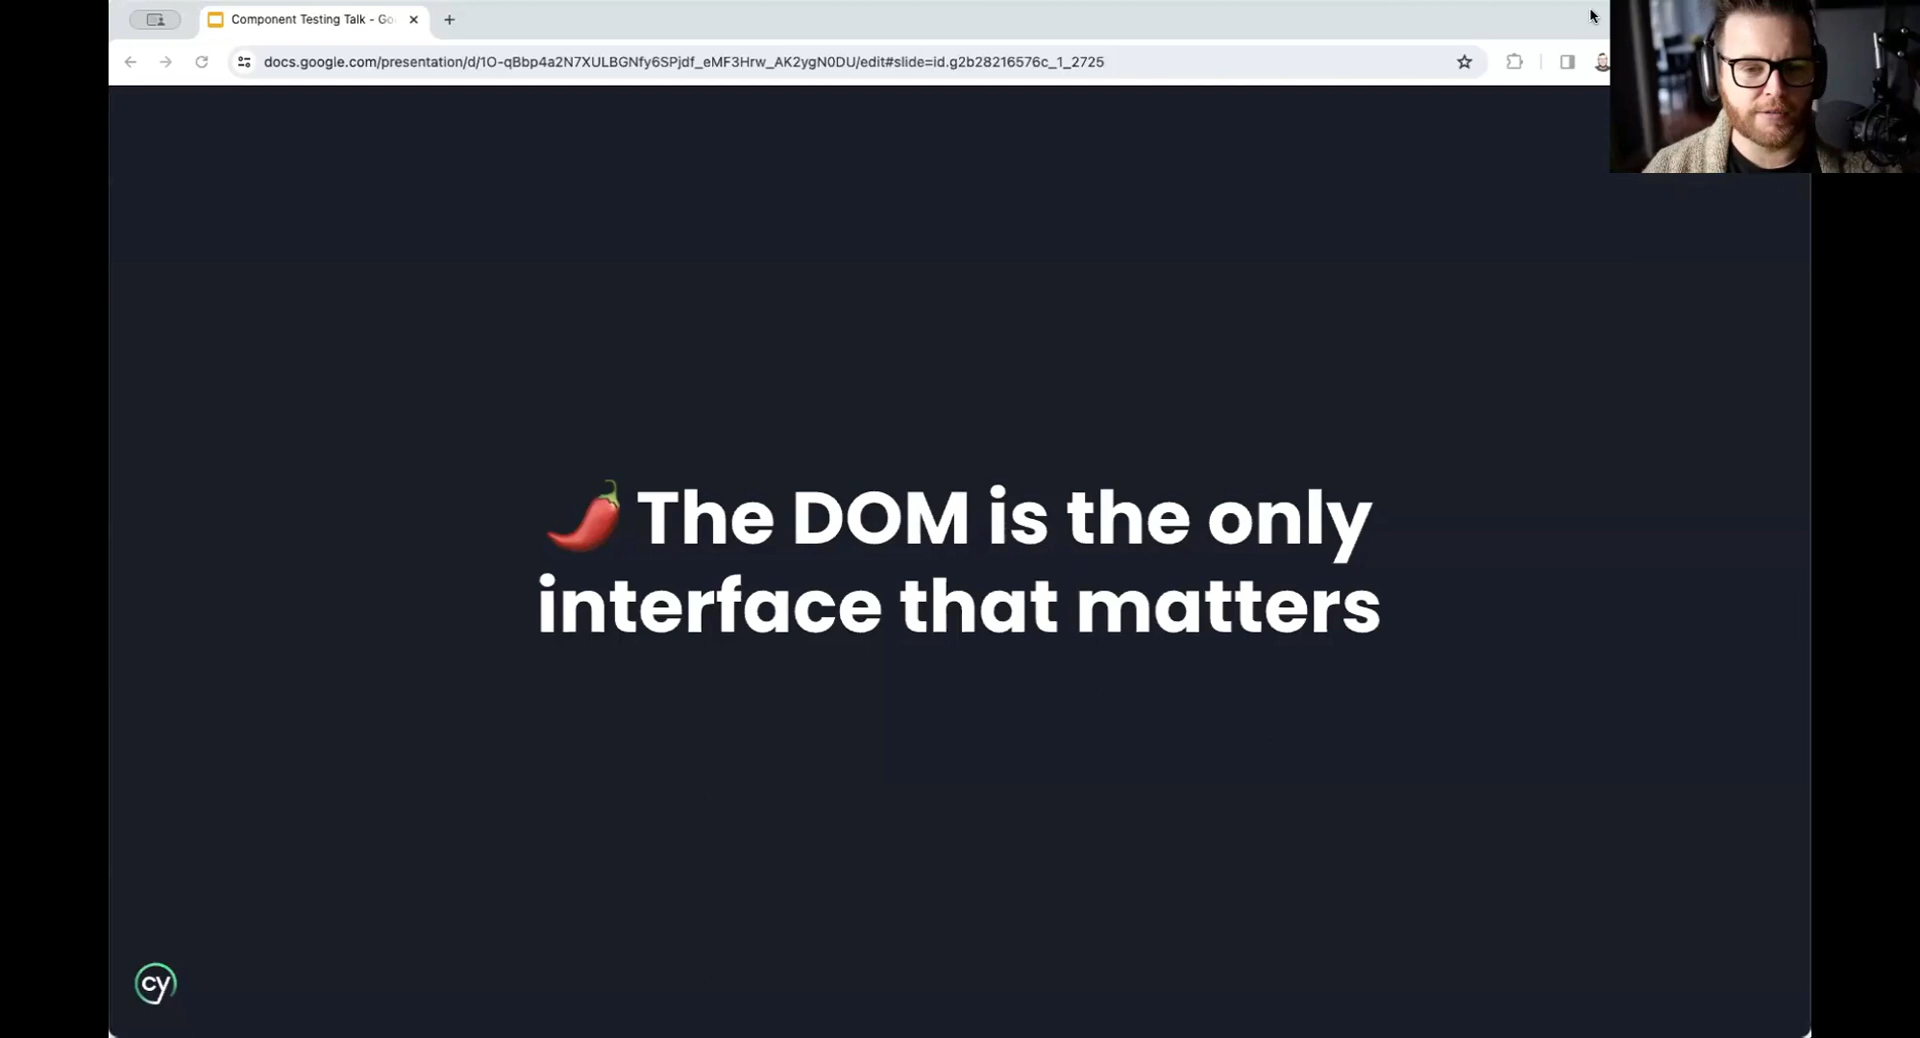 Component Testing Talk - Go
docs.google.com/presentation/d/1O-qBbp4a2N7XULBGNfy6SPjdf_eMF3Hrw_AK2ygN0DU/edit#slide=id.g2b28216576c_1_2725
🌶️ The DOM is the only
interface that matters
cy